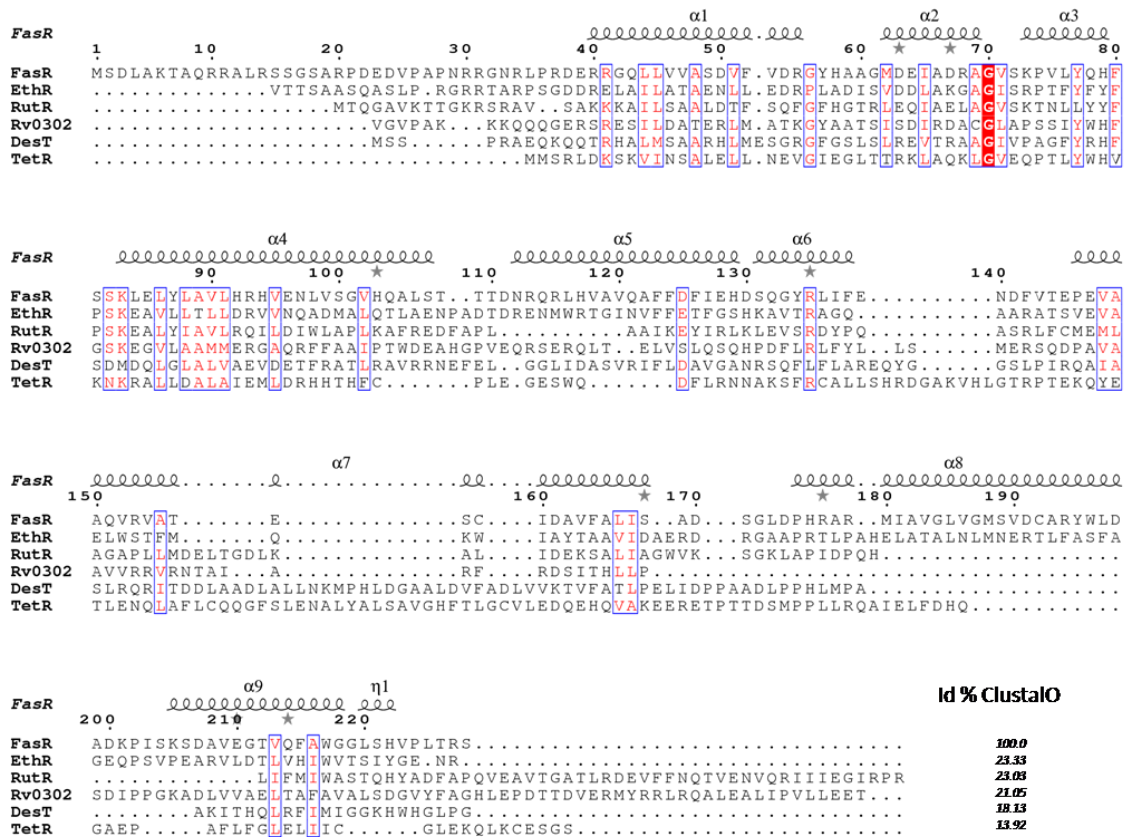 α1 α2 α3
FasR
1 10 20 30 40 50 60 70 80
FasR MSDLAKTAQRRALRSSGSARPDEDVPAPNRRGNRLPRDERRGQLLVVASDVF.VDRGYHAAGMDEIADRAGVSKPVLYQHF
EthR ..............VTTSAASQASLP.RGRRTARPSGDDRELAILATAENLL.EDRPLADISVDDLAKGAGISRPTFYFYF
RutR ...................MTQGAVKTTGKRSRAV.SAKKKAILSAALDTF.SQFGFHGTRLEQIAELAGVSKTNLLYYF
Rv0302 ......................VGVPAK...KKQQQGERSRESILDATERLM.ATKGYAATSISDIRDACGLAPSSIYWHF
DesT ......................MSS.....PRAEQKQQTRHALMSAARHLMESGRGFGSLSLREVTRAAGIVPAGFYRHF
TetR ..................................MMSRLDKSKVINSALELL.NEVGIEGLTTRKLAQKLGVEQPTLYWHV
α4 α5 α6
FasR
90 100 110 120 130 140
FasR SSKLELYLAVLHRHVENLVSGVHQALST..TTDNRQRLHVAVQAFFDFIEHDSQGYRLIFE..........NDFVTEPEVA
EthR PSKEAVLLTLLDRVVNQADMALQTLAENPADTDRENMWRTGINVFFETFGSHKAVTRAGQ...........AARATSVEVA
RutR PSKEALYIAVLRQILDIWLAPLKAFREDFAPL.......AAIKEYIRLKLEVSRDYPQ...........ASRLFCMEML
Rv0302 GSKEGVLAAMMERGAQRFFAAIPTWDEAHGPVEQRSERQLT..ELVSLQSQHPDFLRLFYL..LS.....MERSQDPAVA
DesT SDMDQLGLALVAEVDETFRATLRAVRRNEFEL...GGLIDASVRIFLDAVGANRSQFLFLAREQYG......GSLPIRQAIA
TetR KNKRALLDALAIEMLDRHHTHFC.......PLE.GESWQ....DFLRNNAKSFRCALLSHRDGAKVHLGTRPTEKQYE
α7 α8
FasR
150 160 170 180 190
FasR AQVRVAT.......E..............SC....IDAVFALIS..AD...SGLDPHRAR..MIAVGLVGMSVDCARYWLD
EthR ELWSTFM.......Q..............KW....IAYTAAVIDAERD..RGAAPRTLPAHELATALNLMNERTLFASFA
RutR AGAPLLMDELTGDLK..............AL....IDEKSALIAGWVK...SGKLAPIDPQH...................
Rv0302 AVVRRVRNTAI...A..............RF....RDSITHLLP.....................................
DesT SLRQRITDDLAADLALLNKMPHLDGAALDVFADLVVKTVFATLPELIDPPAADLPPHLMPA....................
TetR TLENQLAFLCQQGFSLENALYALSAVGHFTLGCVLEDQEHQVAKEERETPTTDSMPPLLRQAIELFDHQ............
α9 η1
FasR
200 210 220
FasR ADKPISKSDAVEGTVQFAWGGLSHVPLTRS..................................
EthR GEQPSVPEARVLDTLVHIWVTSIYGE.NR...................................
RutR .............LIFMIWASTQHYADFAPQVEAVTGATLRDEVFFNQTVENVQRIIIEGIRPR
Rv0302 SDIPPGKADLVVAELTAFAVALSDGVYFAGHLEPDTTDVERMYRRLRQALEALIPVLLEET...
DesT ........AKITHQLRFIMIGGKHWHGLPG..................................
TetR GAEP.....AFLFGLELIIC....GLEKQLKCESGS..........................
Id % ClustalO
100.0
23.33
23.03
21.05
18.13
13.92